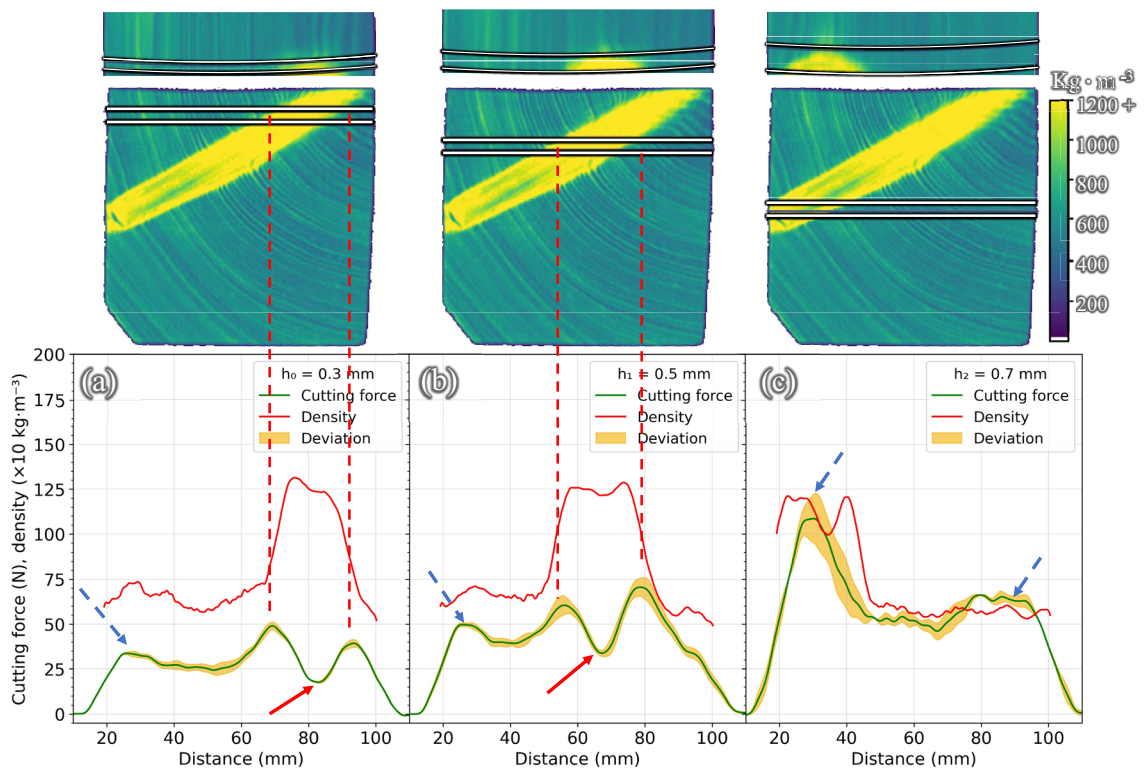 Kg · m⁻³
1200 +
1000
800
600
400
200
Cutting force (N), density (×10 kg·m⁻³)
200
175
150
125
100
75
50
25
0
(a)
h₀ = 0.3 mm
Cutting force
Density
Deviation
20 40 60 80 100
Distance (mm)
(b)
h₁ = 0.5 mm
Cutting force
Density
Deviation
20 40 60 80 100
Distance (mm)
(c)
h₂ = 0.7 mm
Cutting force
Density
Deviation
20 40 60 80 100
Distance (mm)